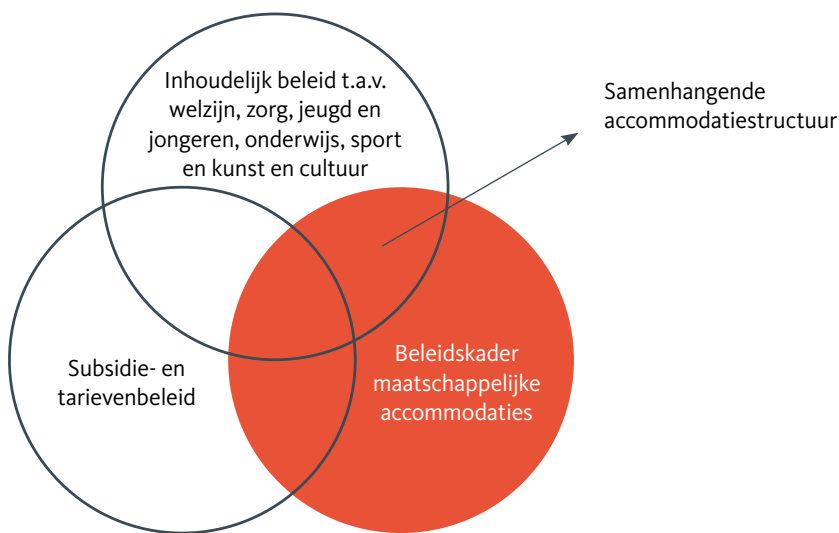 Inhoudelijk beleid t.a.v.
welzijn, zorg, jeugd en
jongeren, onderwijs, sport
en kunst en cultuur
Samenhangende
accommodatiestructuur
Subsidie- en
tarievenbeleid
Beleidskader
maatschappelijke
accommodaties